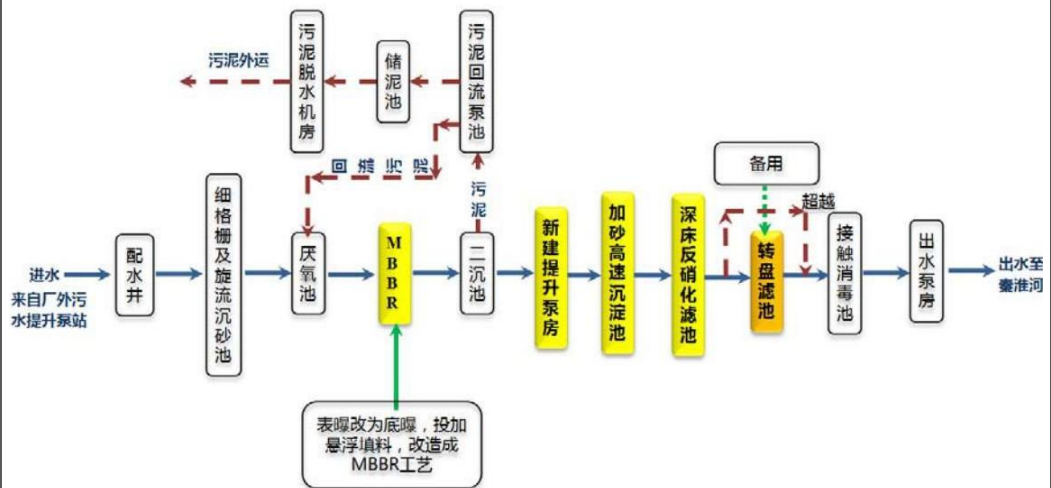 污泥外运
污泥脱水机房
储泥池
污泥回流泵池
回流污泥
污泥
备用
超越
进水
来自厂外污
水提升泵站
配水井
细格栅及旋流沉砂池
厌氧池
MBBR
二沉池
新建提升泵房
加砂高速沉淀池
深床反硝化滤池
转盘滤池
接触消毒池
出水泵房
出水至
秦淮河
表曝改为底曝，投加
悬浮填料，改造成
MBBR工艺